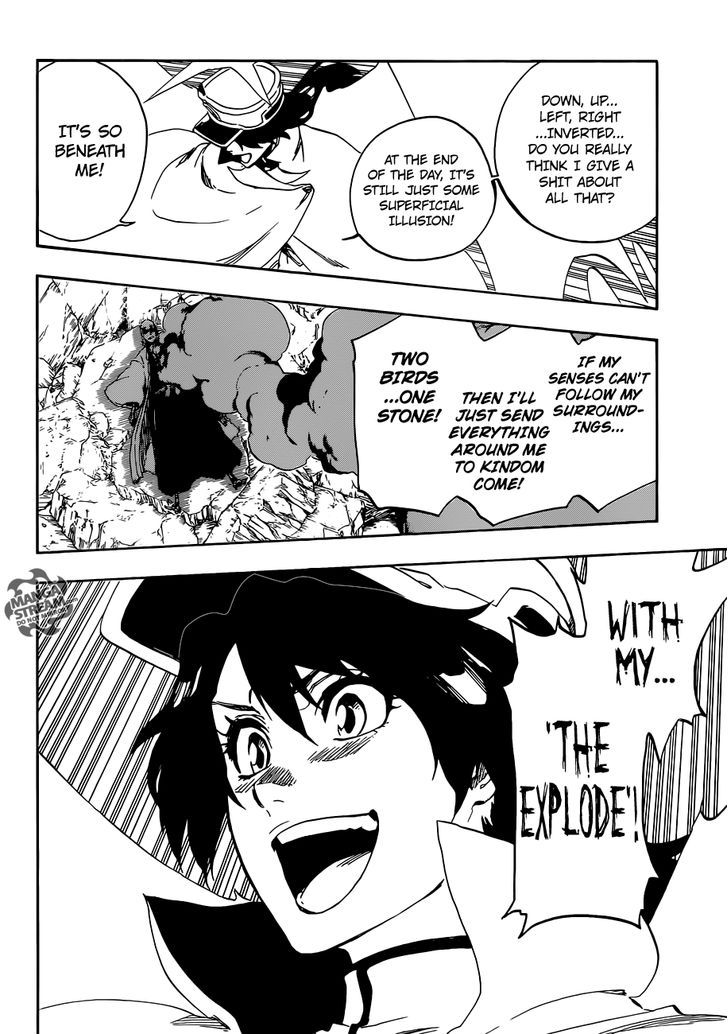 DOWN, UP...
LEFT, RIGHT
...INVERTED...
DO YOU REALLY
THINK I GIVE A
SHIT ABOUT
ALL THAT?
AT THE END
OF THE DAY, IT'S
STILL JUST SOME
SUPERFICIAL
ILLUSION!
IT'S SO
BENEATH
ME!
IF MY
SENSES CAN'T
FOLLOW MY
SURROUND-
INGS...
THEN I'LL
JUST SEND
EVERYTHING
AROUND ME
TO KINDOM
COME!
TWO
BIRDS
...ONE
STONE!
WITH
MY...
'THE
EXPLODE'!
MANGA
STREAM
DO NOT MIRROR!